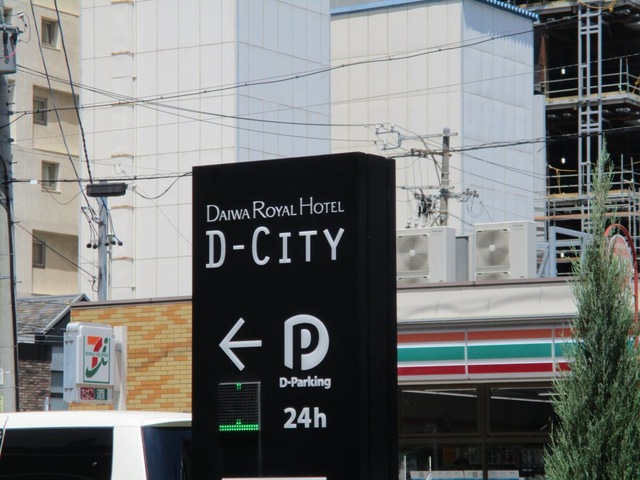 DAIWA ROYAL HOTEL
D-CITY
←
P
D-Parking
24h